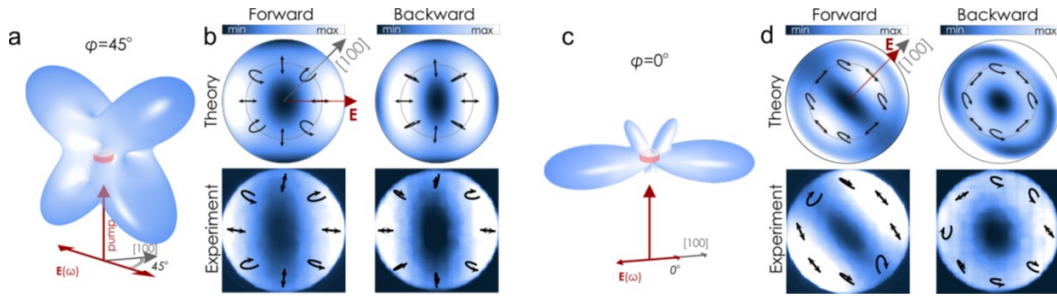 a
φ=45°
pump
[100]
45°
E(ω)
b
Forward
Backward
min
max
min
max
Theory
[100]
E
Experiment
c
φ=0°
[100]
0°
E(ω)
d
Forward
Backward
min
max
min
max
Theory
E
[100]
Experiment